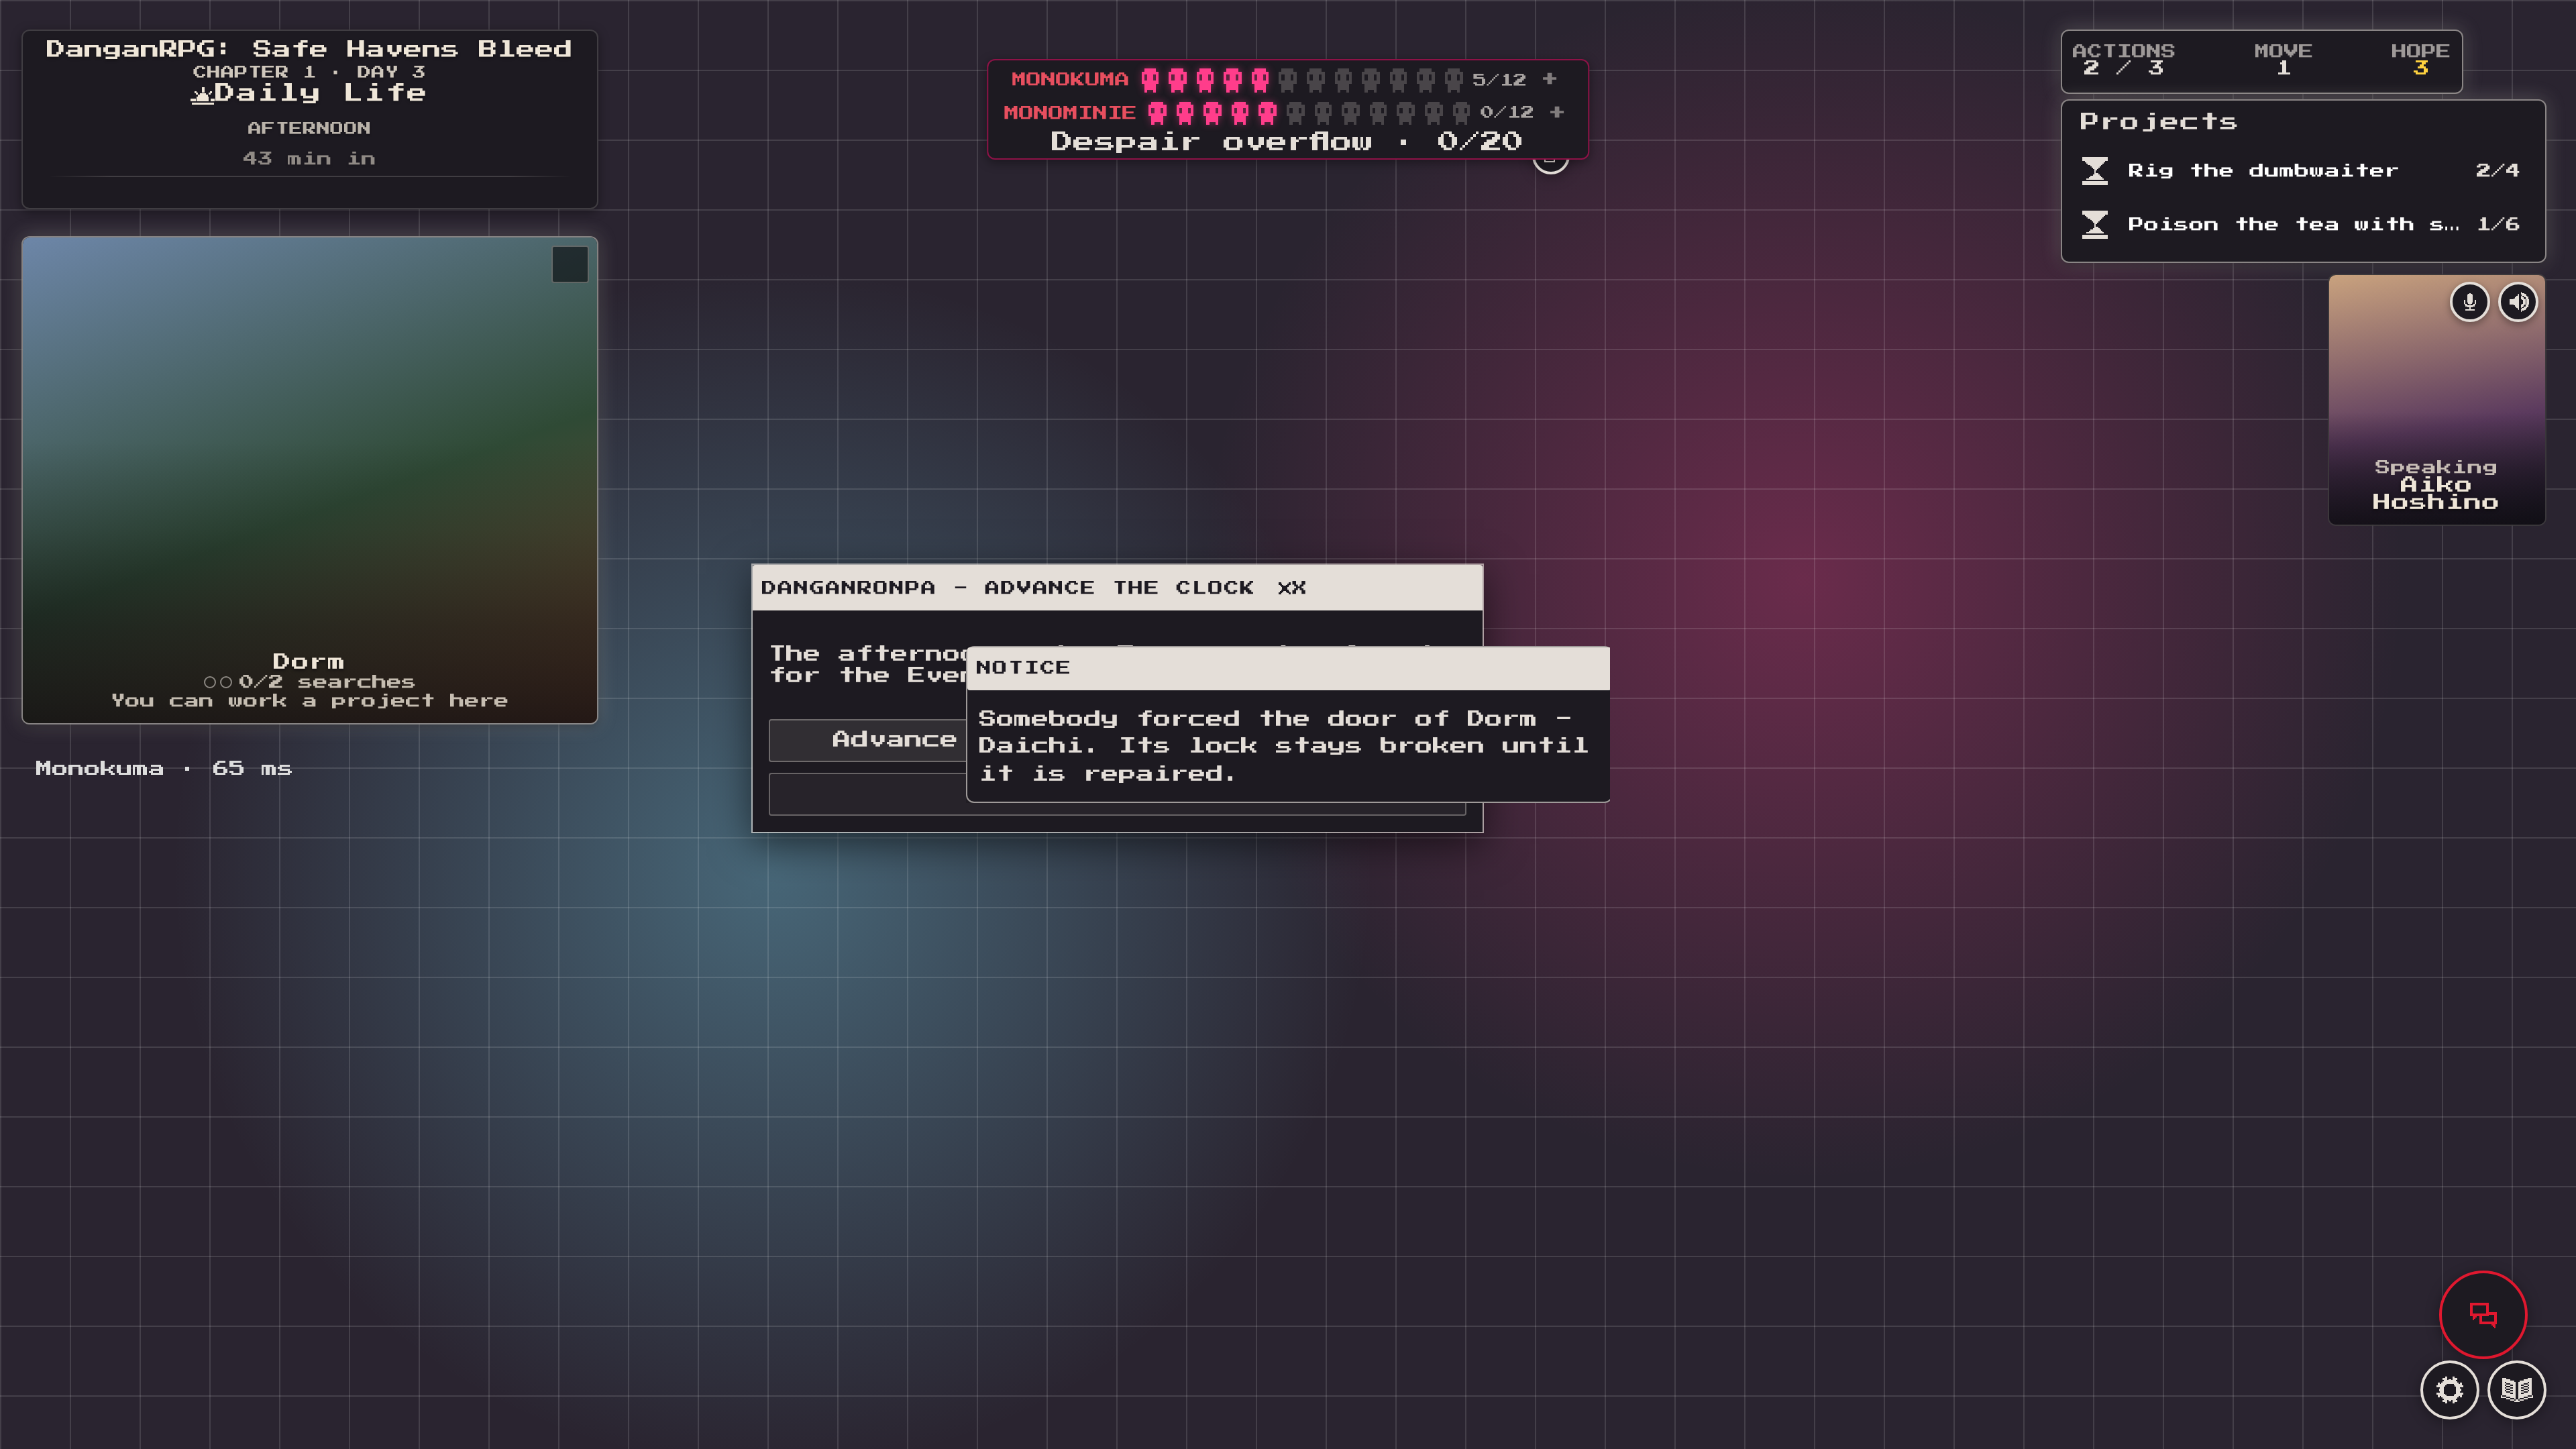 DanganRPG: Safe Havens Bleed
CHAPTER 1 · DAY 3
Daily Life
AFTERNOON
43 min in
MONOKUMA 5/12 +
MONOMINIE 0/12 +
Despair overflow · 0/20
ACTIONS MOVE HOPE
2 / 3 1 3
Projects
Rig the dumbwaiter 2/4
Poison the tea with s… 1/6
Speaking
Aiko
Hoshino
Dorm
0/2 searches
You can work a project here
Monokuma · 65 ms
DANGANRONPA - ADVANCE THE CLOCK xX
The
for the
Advance
NOTICE
Somebody forced the door of Dorm -
Daichi. Its lock stays broken until
it is repaired.